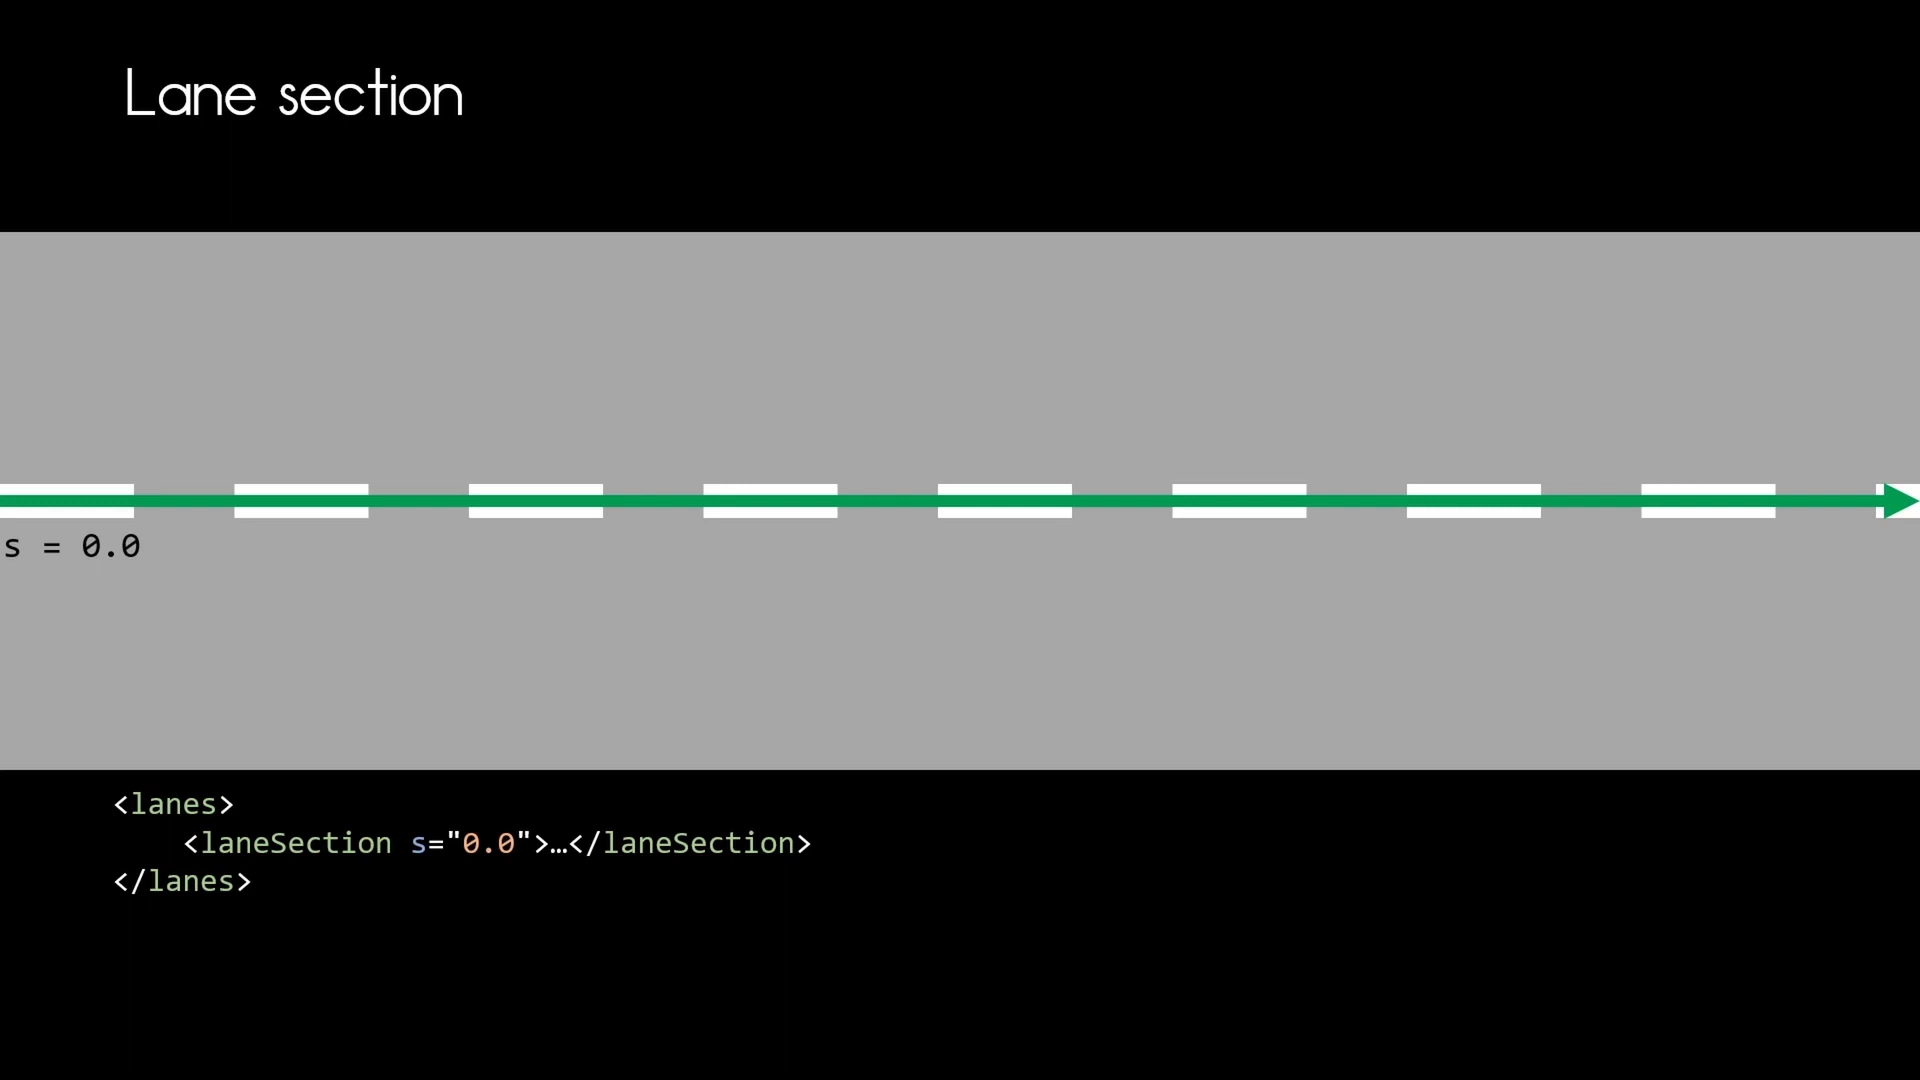 Lane section
s = 0.0
<lanes>
    <laneSection s="0.0">…</laneSection>
</lanes>